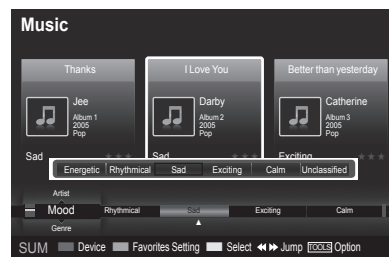 Music
Thanks I Love You Better than yesterday
Jee Darby Catherine
Album 1 Album 2 Album 3
2005 2005 2005
Pop Pop Pop
Sad Sad Exciting
Energetic Rhythmical Sad Exciting Calm Unclassified
Artist
Mood Rhythmical Sad Exciting Calm
Genre
SUM Device Favorites Setting Select Jump TOOLS Option